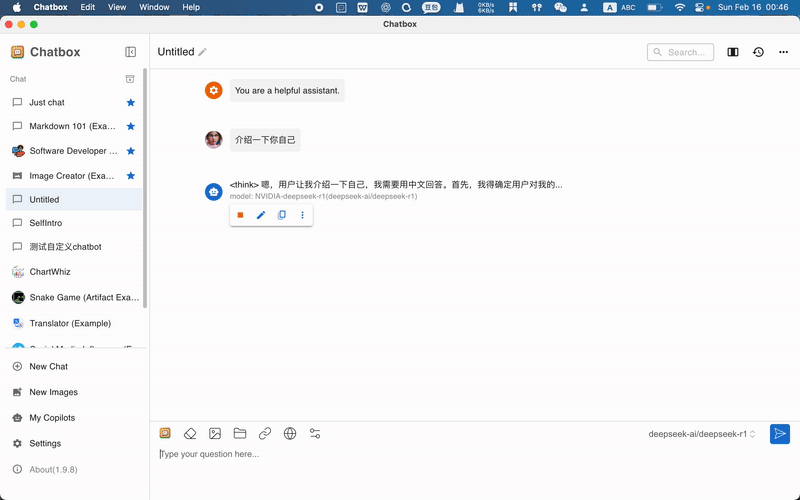 Chatbox Edit View Window Help
豆包
0KB/s
6KB/s
A ABC
Sun Feb 16 00:46
Chatbox
Chatbox
Chat
Just chat
Markdown 101 (Exa...
Software Developer ...
Image Creator (Exa...
Untitled
SelfIntro
测试自定义chatbot
ChartWhiz
Snake Game (Artifact Exa...
Translator (Example)
New Chat
New Images
My Copilots
Settings
About(1.9.8)
Untitled
Search...
You are a helpful assistant.
介绍一下你自己
<think> 嗯，用户让我介绍一下自己，我需要用中文回答。首先，我得确定用户对我的...
model: NVIDIA-deepseek-r1(deepseek-ai/deepseek-r1)
deepseek-ai/deepseek-r1
Type your question here...